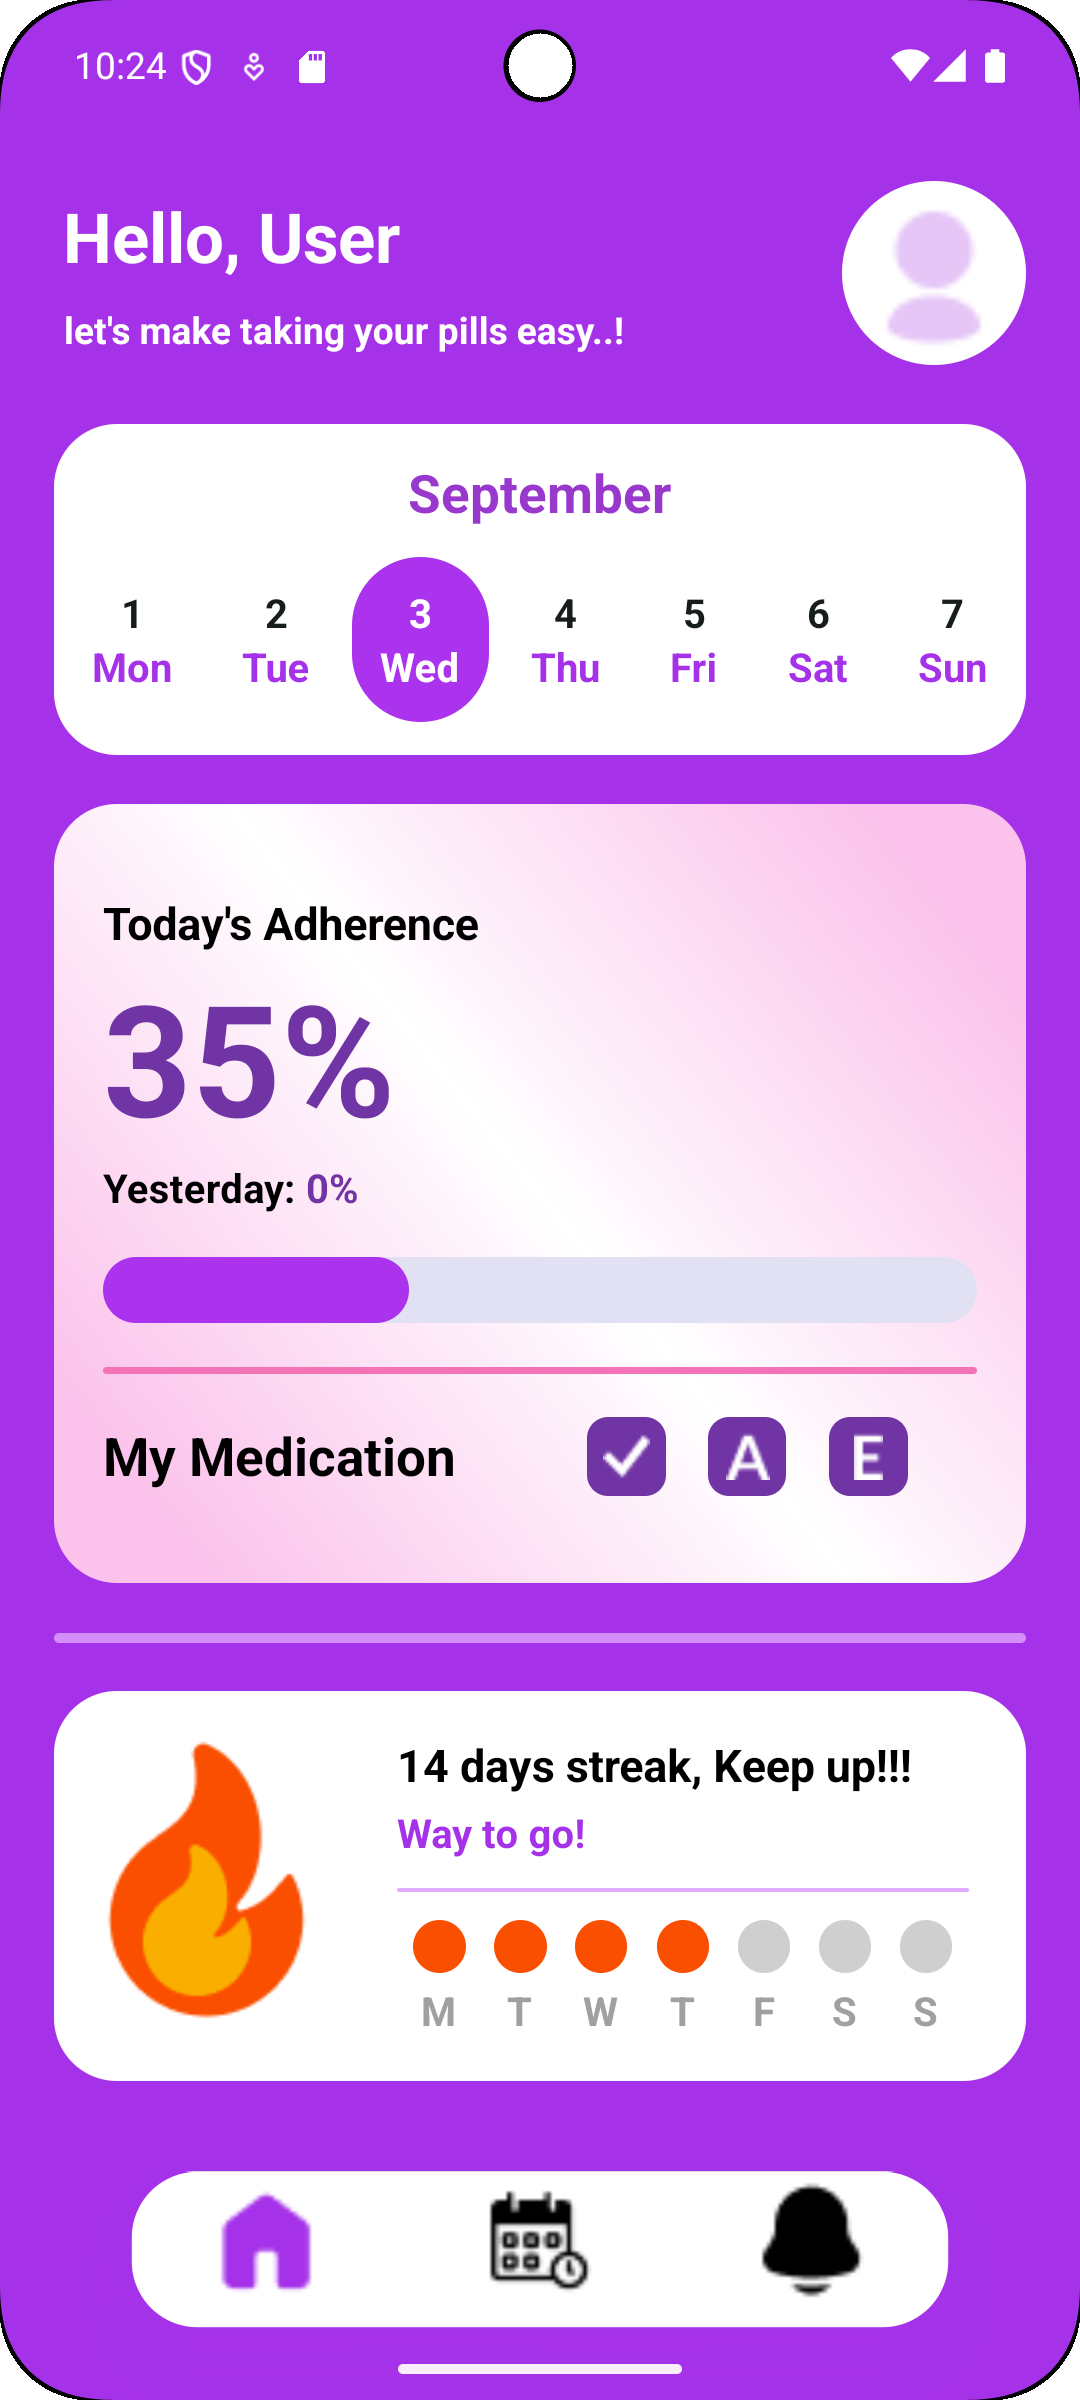 10:24
Hello, User
let's make taking your pills easy..!
September
1 2 3 4 5 6 7
Mon Tue Wed Thu Fri Sat Sun
Today's Adherence
35%
Yesterday: 0%
My Medication A E
14 days streak, Keep up!!!
Way to go!
M T W T F S S